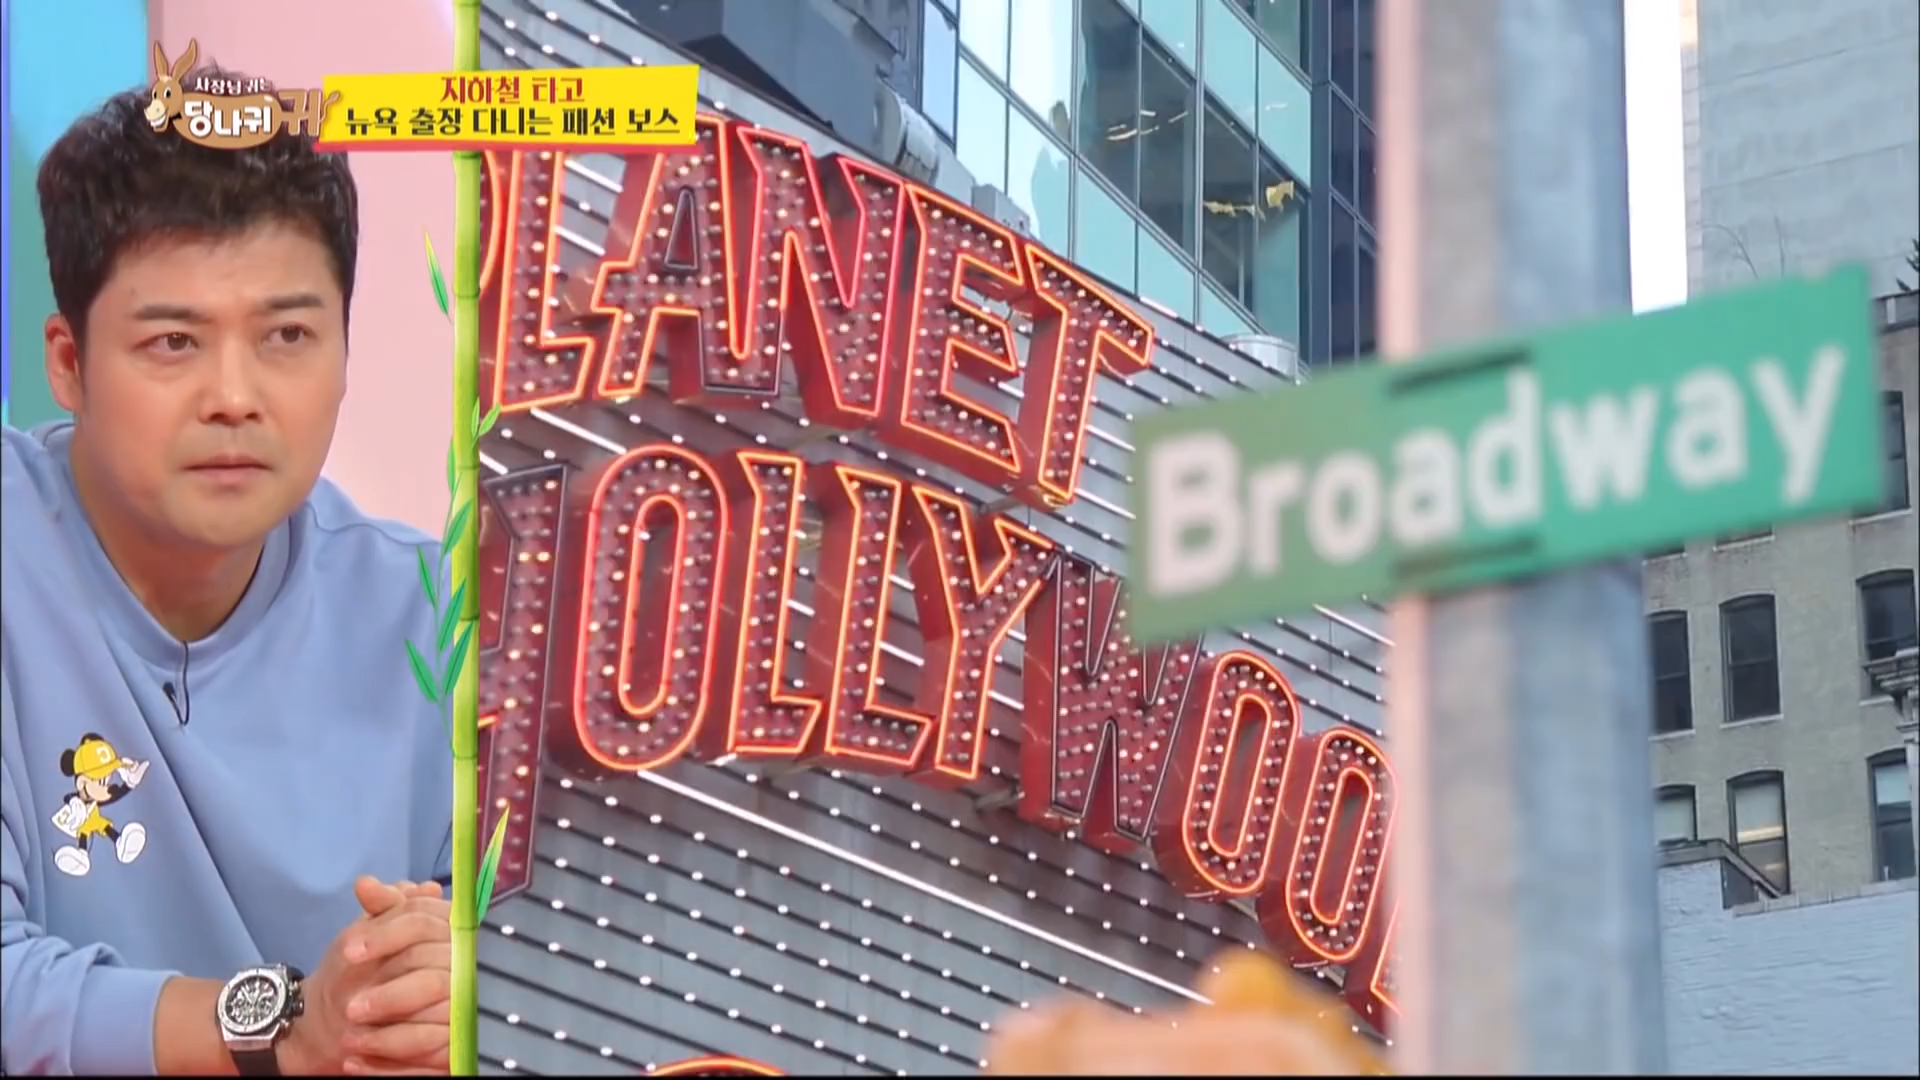 사장님 귀는
당나귀 귀
지하철 타고
뉴욕 출장 다니는 패션 보스
PLANET
HOLLYWOO
Broadway